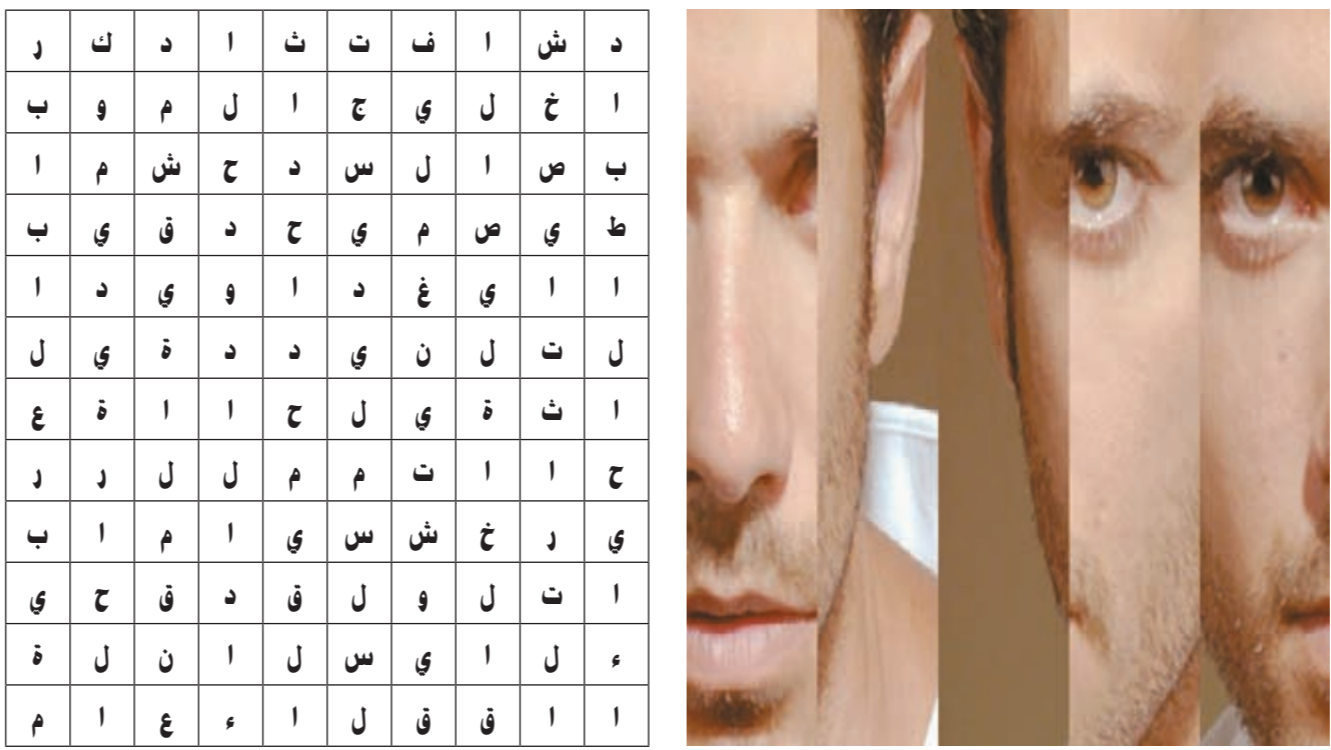 د ش ا ف ت ث ا د ك ر
ا خ ل ي ج ا ل م و ب
ب ص ا ل س د ح ش م ا
ط ي ص م ي ح د ق ي ب
ا ا ي غ د ا و ي د ا
ل ت ل ن ي د د ة ي ل
ا ث ة ي ل ح ا ا ة ع
ح ا ا ت م م ل ل ر ر
ي ر خ ش س ي ا م ا ب
ا ت ل و ل ق د ق ح ي
ء ل ا ي س ل ا ن ل ة
ا ا ق ق ل ا ء ع ا م